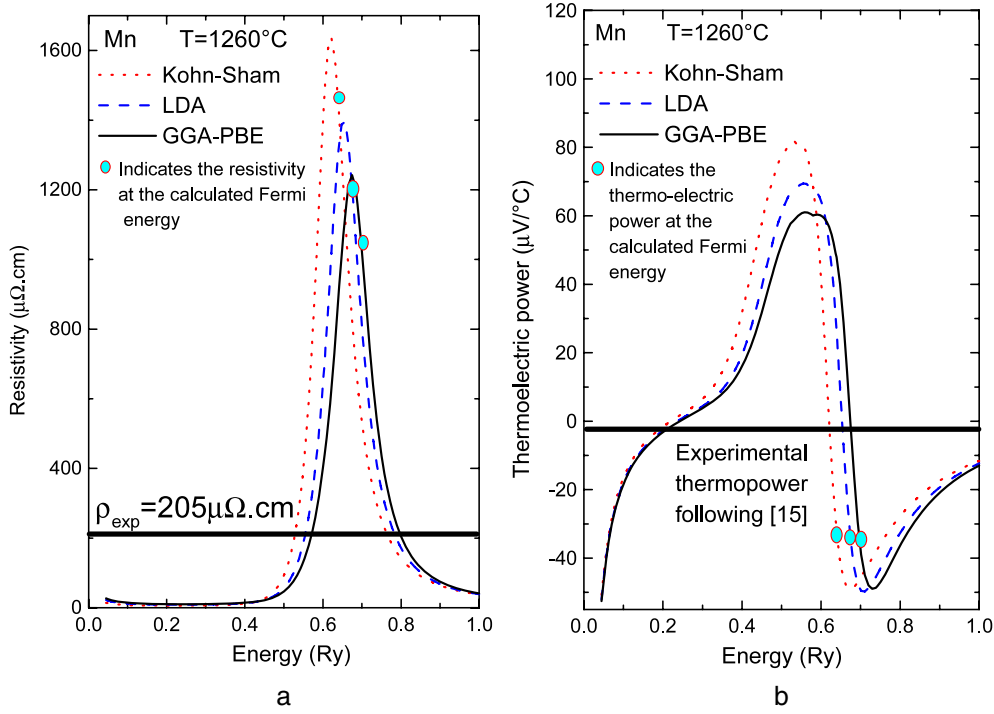 Mn T=1260°C
Kohn-Sham
LDA
GGA-PBE
Indicates the resistivity
at the calculated Fermi
energy
ρexp=205μΩ.cm
Resistivity (μΩ.cm)
1600
1200
800
400
0
0.0 0.2 0.4 0.6 0.8 1.0
Energy (Ry)
a
Mn T=1260°C
Kohn-Sham
LDA
GGA-PBE
Indicates the
thermo-electric
power at the
calculated Fermi
energy
Experimental
thermopower
following [15]
Thermoelectric power (μV/°C)
120
100
80
60
40
20
0
-20
-40
0.0 0.2 0.4 0.6 0.8 1.0
Energy (Ry)
b